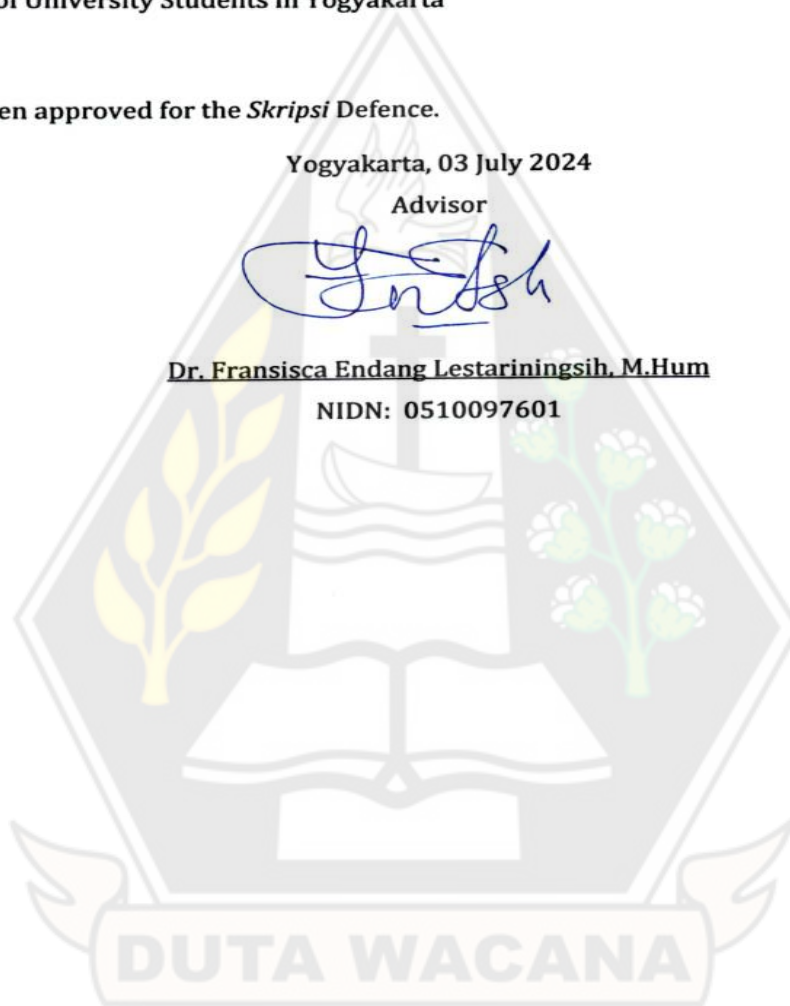 of University Students in Yogyakarta
en approved for the Skripsi Defence.
Yogyakarta, 03 July 2024
Advisor
Dr. Fransisca Endang Lestariningsih, M.Hum
NIDN: 0510097601
DUTA WACANA